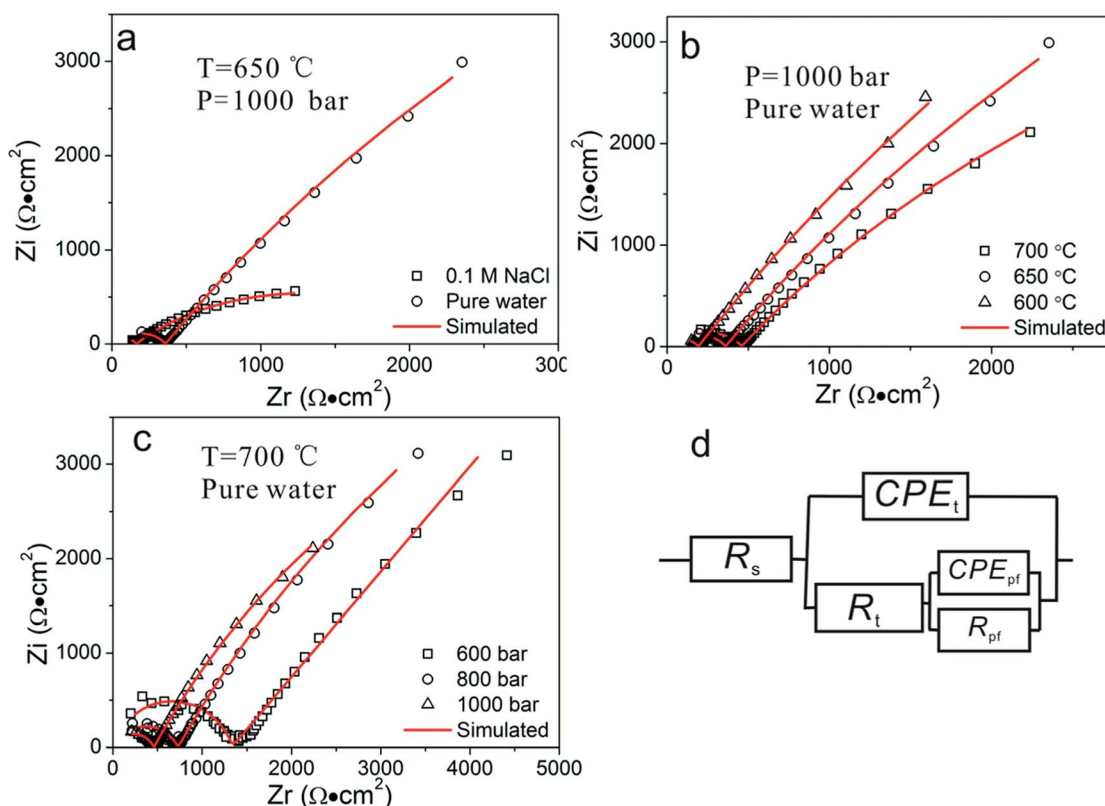 a
T=650 ℃
P=1000 bar
3000
2000
1000
0
Zi (Ω•cm²)
0.1 M NaCl
Pure water
Simulated
0 1000 2000 300
Zr (Ω•cm²)
b
P=1000 bar
Pure water
3000
2000
1000
0
Zi (Ω•cm²)
700 °C
650 °C
600 °C
Simulated
0 1000 2000
Zr (Ω•cm²)
c
T=700 ℃
Pure water
3000
2000
1000
0
Zi (Ω•cm²)
600 bar
800 bar
1000 bar
Simulated
0 1000 2000 3000 4000 5000
Zr (Ω•cm²)
d
CPEt
Rs
Rt
CPEpf
Rpf